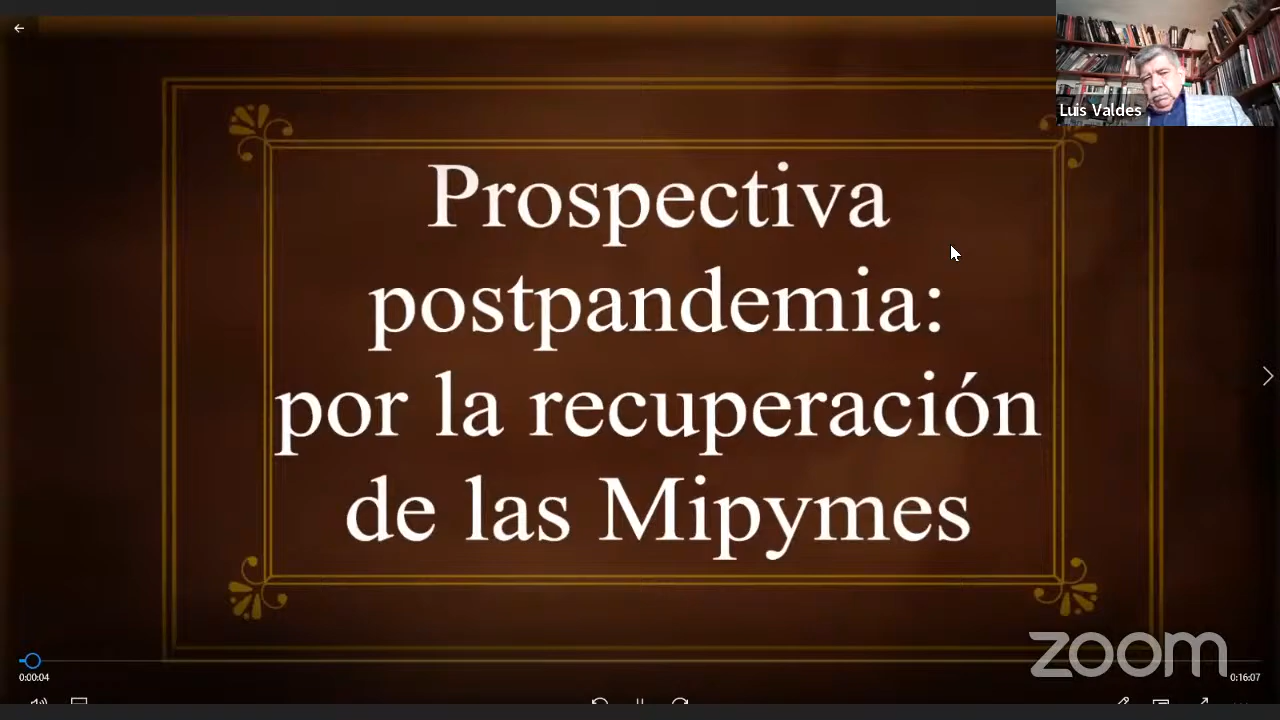 Luis Valdes
Prospectiva
postpandemia:
por la recuperación
de las Mipymes
zoom
0:00:04
0:16:07